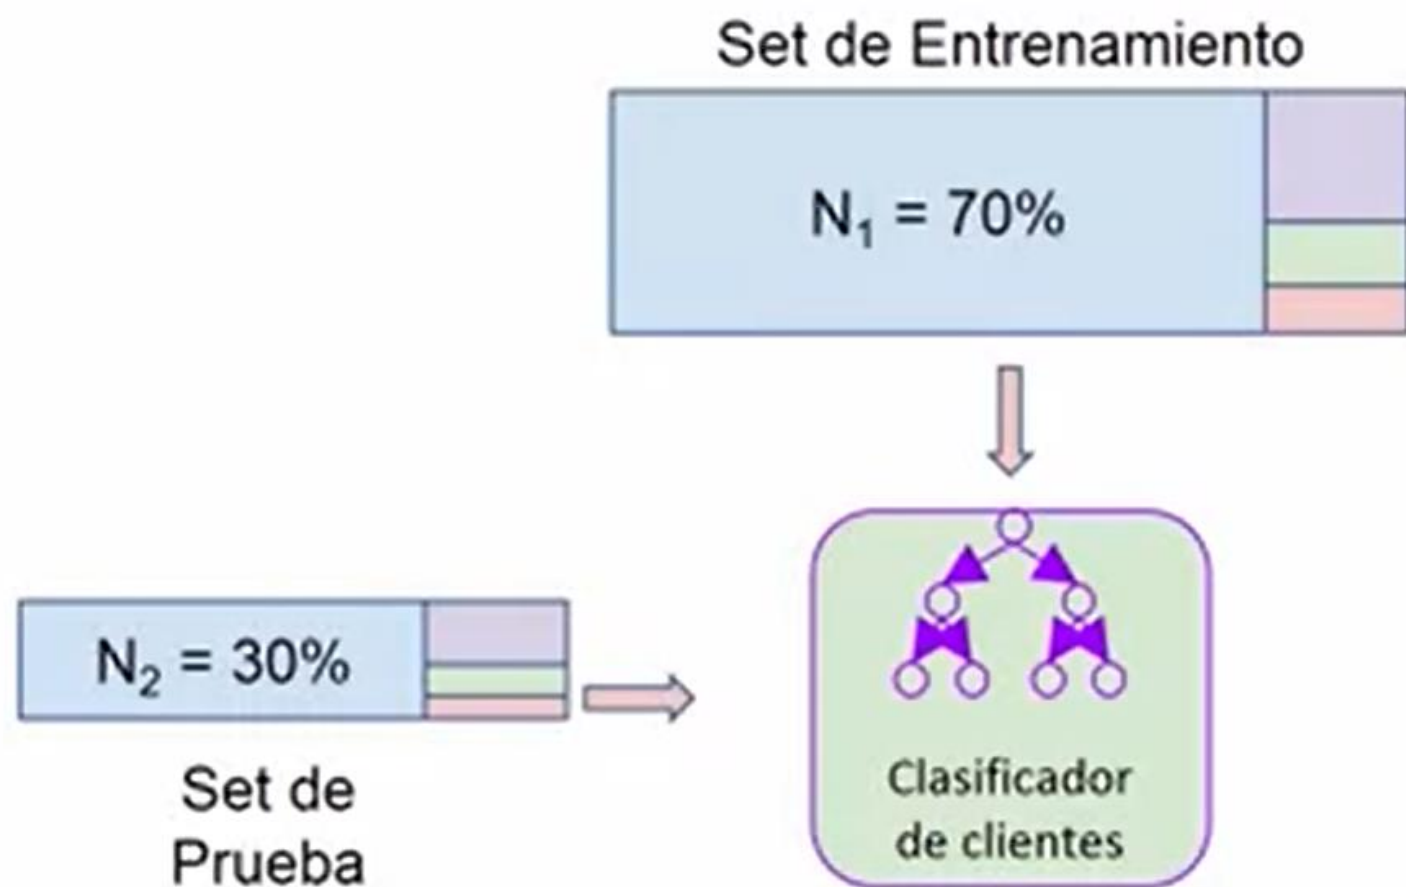 Set de Entrenamiento
N₁ = 70%
N₂ = 30%
Set de
Prueba
Clasificador
de clientes